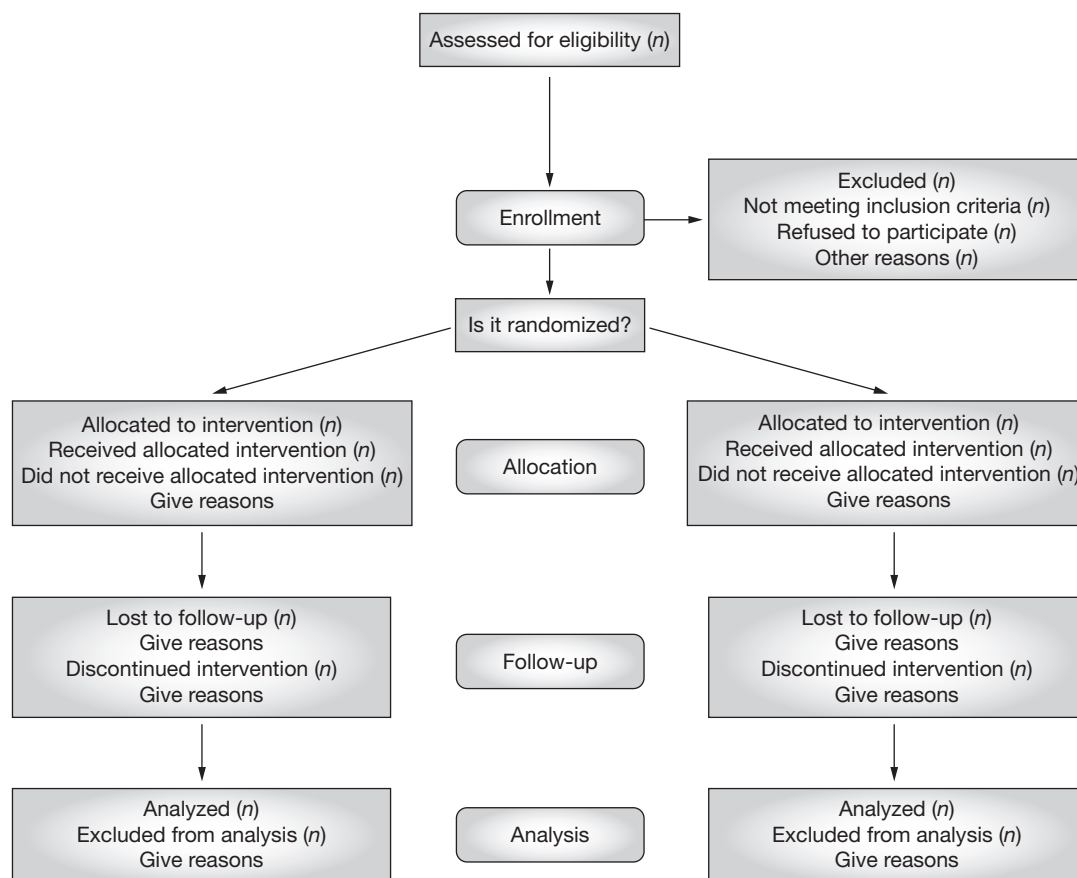 Assessed for eligibility (n)
Enrollment
Excluded (n)
Not meeting inclusion criteria (n)
Refused to participate (n)
Other reasons (n)
Is it randomized?
Allocated to intervention (n)
Received allocated intervention (n)
Did not receive allocated intervention (n)
Give reasons
Allocation
Allocated to intervention (n)
Received allocated intervention (n)
Did not receive allocated intervention (n)
Give reasons
Lost to follow-up (n)
Give reasons
Discontinued intervention (n)
Give reasons
Follow-up
Lost to follow-up (n)
Give reasons
Discontinued intervention (n)
Give reasons
Analyzed (n)
Excluded from analysis (n)
Give reasons
Analysis
Analyzed (n)
Excluded from analysis (n)
Give reasons